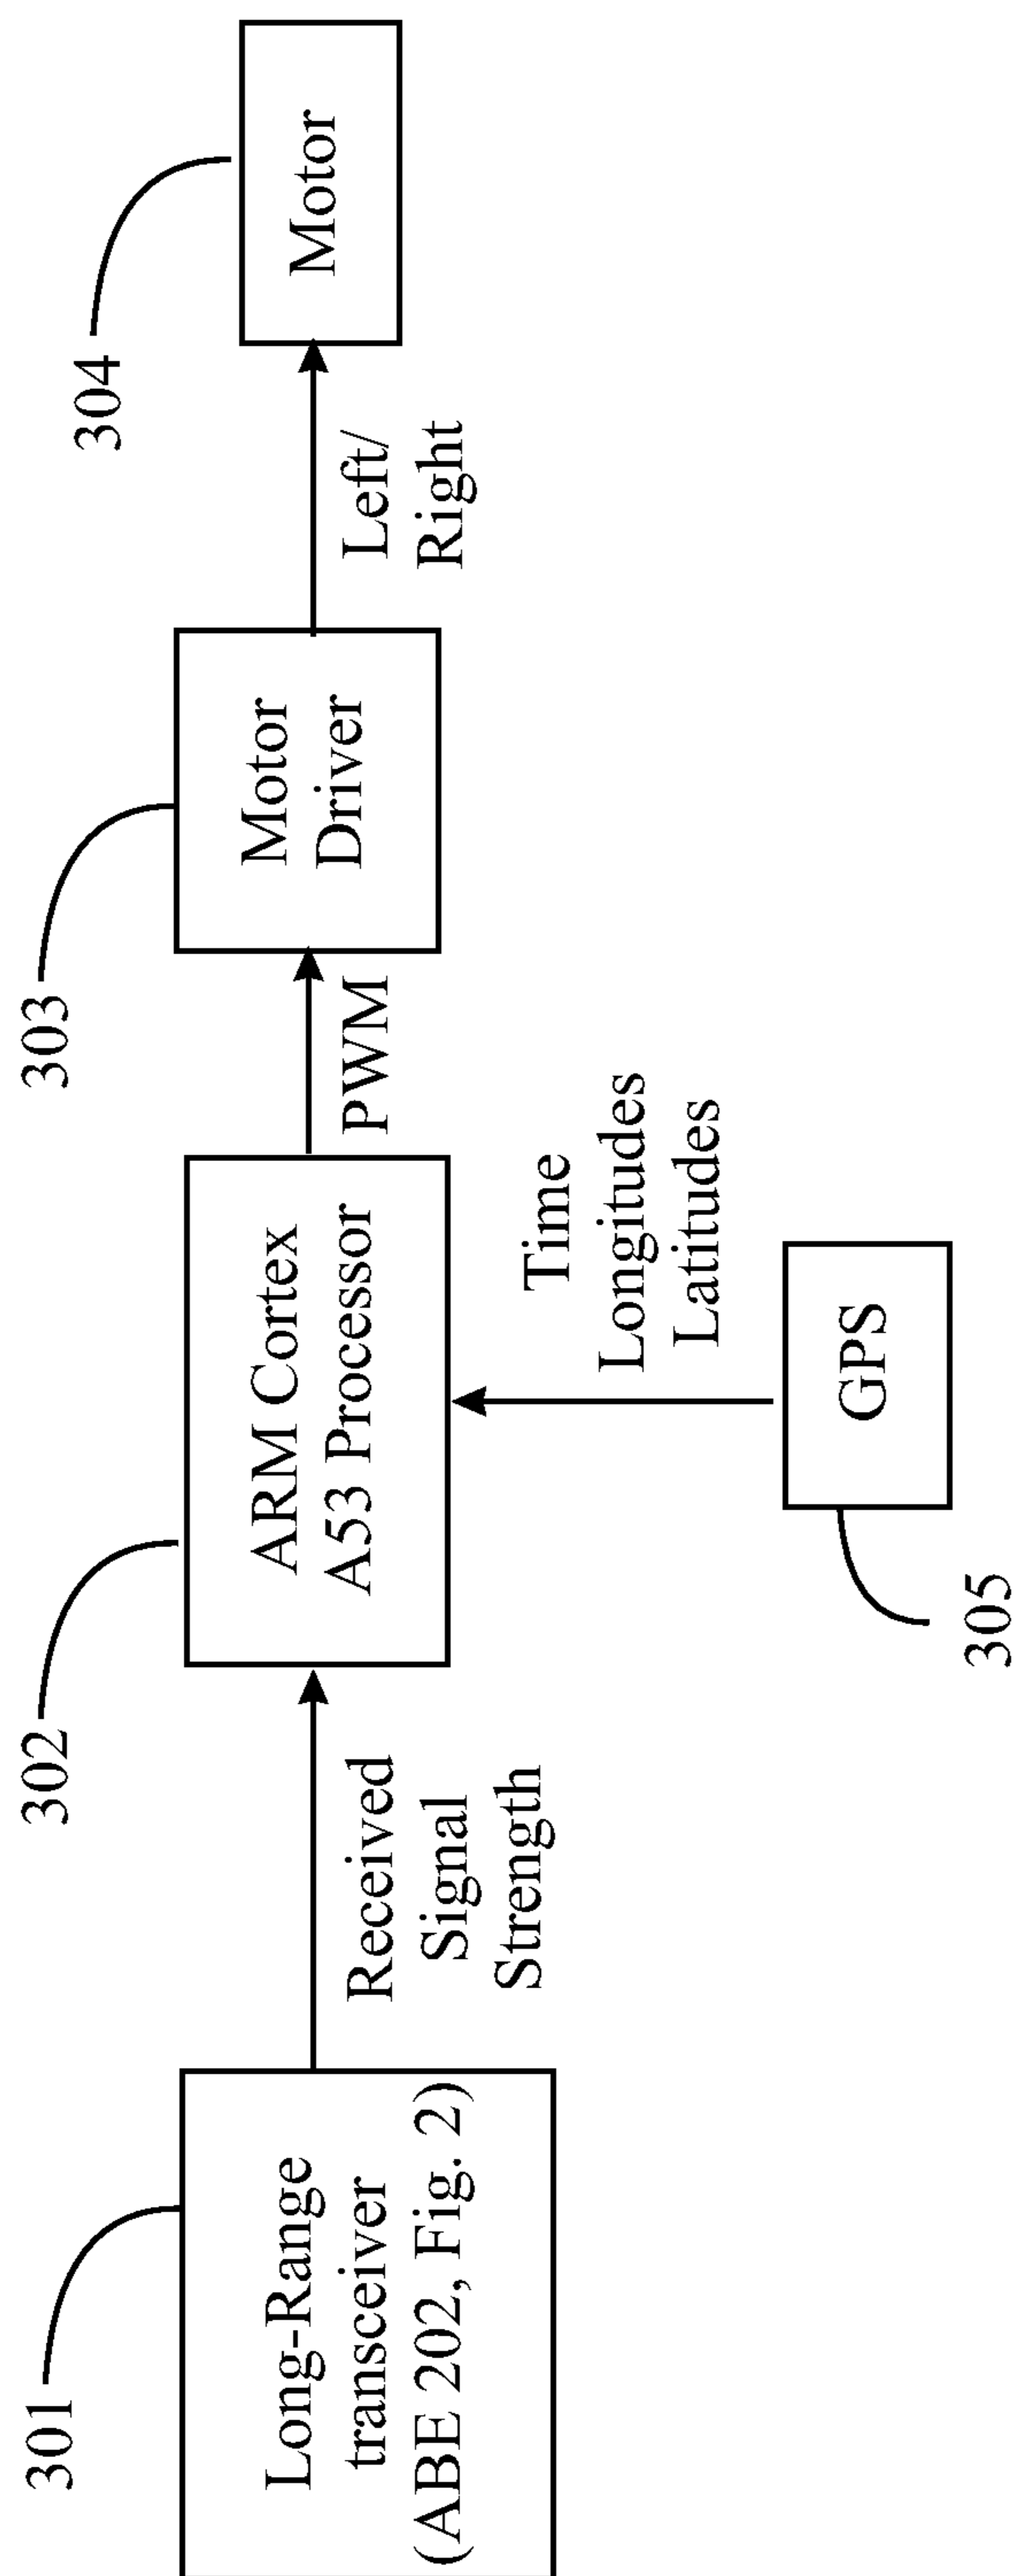 301
Long-Range
transceiver
(ABE 202, Fig. 2)
Received
Signal
Strength
302
ARM Cortex
A53 Processor
PWM
303
Motor
Driver
Left/
Right
304
Motor
Time
Longitudes
Latitudes
GPS
305